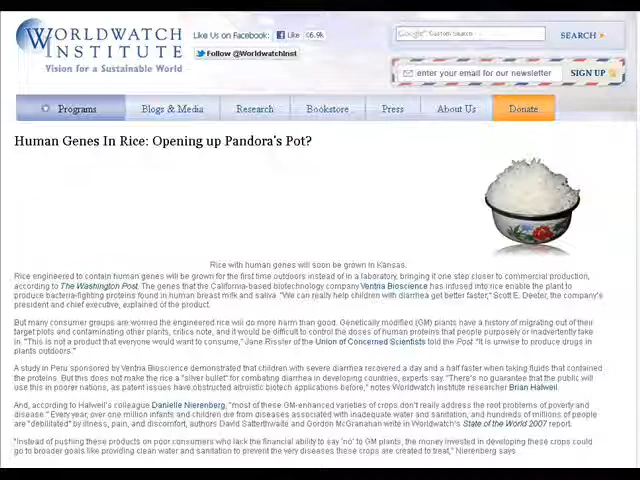 WORLDWATCH
INSTITUTE
Vision for a Sustainable World
Like Us on Facebook: Like 6.9k
Follow @WorldwatchInst
Google™ Custom Search
SEARCH
enter your email for our newsletter SIGN UP
Programs Blogs & Media Research Bookstore Press About Us Donate
Human Genes In Rice: Opening up Pandora's Pot?
Rice with human genes will soon be grown in Kansas.
Rice engineered to contain human genes will be grown for the first time outdoors instead of in a laboratory, bringing it one step closer to commercial production,
according to The Washington Post. The genes that the California-based biotechnology company Ventria Bioscience has infused into rice enable the plant to
produce bacteria-fighting proteins found in human breast milk and saliva. "We can really help children with diarrhea get better faster," Scott E. Deeter, the company's
president and chief executive, explained of the product.
But many consumer groups are worried the engineered rice will do more harm than good. Genetically modified (GM) plants have a history of migrating out of their
target plots and contaminating other plants, critics note, and it would be difficult to control the doses of human proteins that people purposely or inadvertently take
in. "This is not a product that everyone would want to consume," Jane Rissler of the Union of Concerned Scientists told the Post. "It is unwise to produce drugs in
plants outdoors."
A study in Peru sponsored by Ventria Bioscience demonstrated that children with severe diarrhea recovered a day and a half faster when taking fluids that contained
the proteins. But this does not make the rice a "silver bullet" for combating diarrhea in developing countries, experts say. "There's no guarantee that the public will
use this in poorer nations, as patent issues have obstructed altruistic biotech applications before," notes Worldwatch Institute researcher Brian Halweil.
And, according to Halweil's colleague Danielle Nierenberg, "most of these GM-enhanced varieties of crops don't really address the root problems of poverty and
disease." Every year, over one million infants and children die from diseases associated with inadequate water and sanitation, and hundreds of millions of people
are "debilitated" by illness, pain, and discomfort, authors David Satterthwaite and Gordon McGranahan write in Worldwatch's State of the World 2007 report.
"Instead of pushing these products on poor consumers who lack the financial ability to say 'no' to GM plants, the money invested in developing these crops could
go to broader goals like providing clean water and sanitation to prevent the very diseases these crops are created to treat," Nierenberg says.